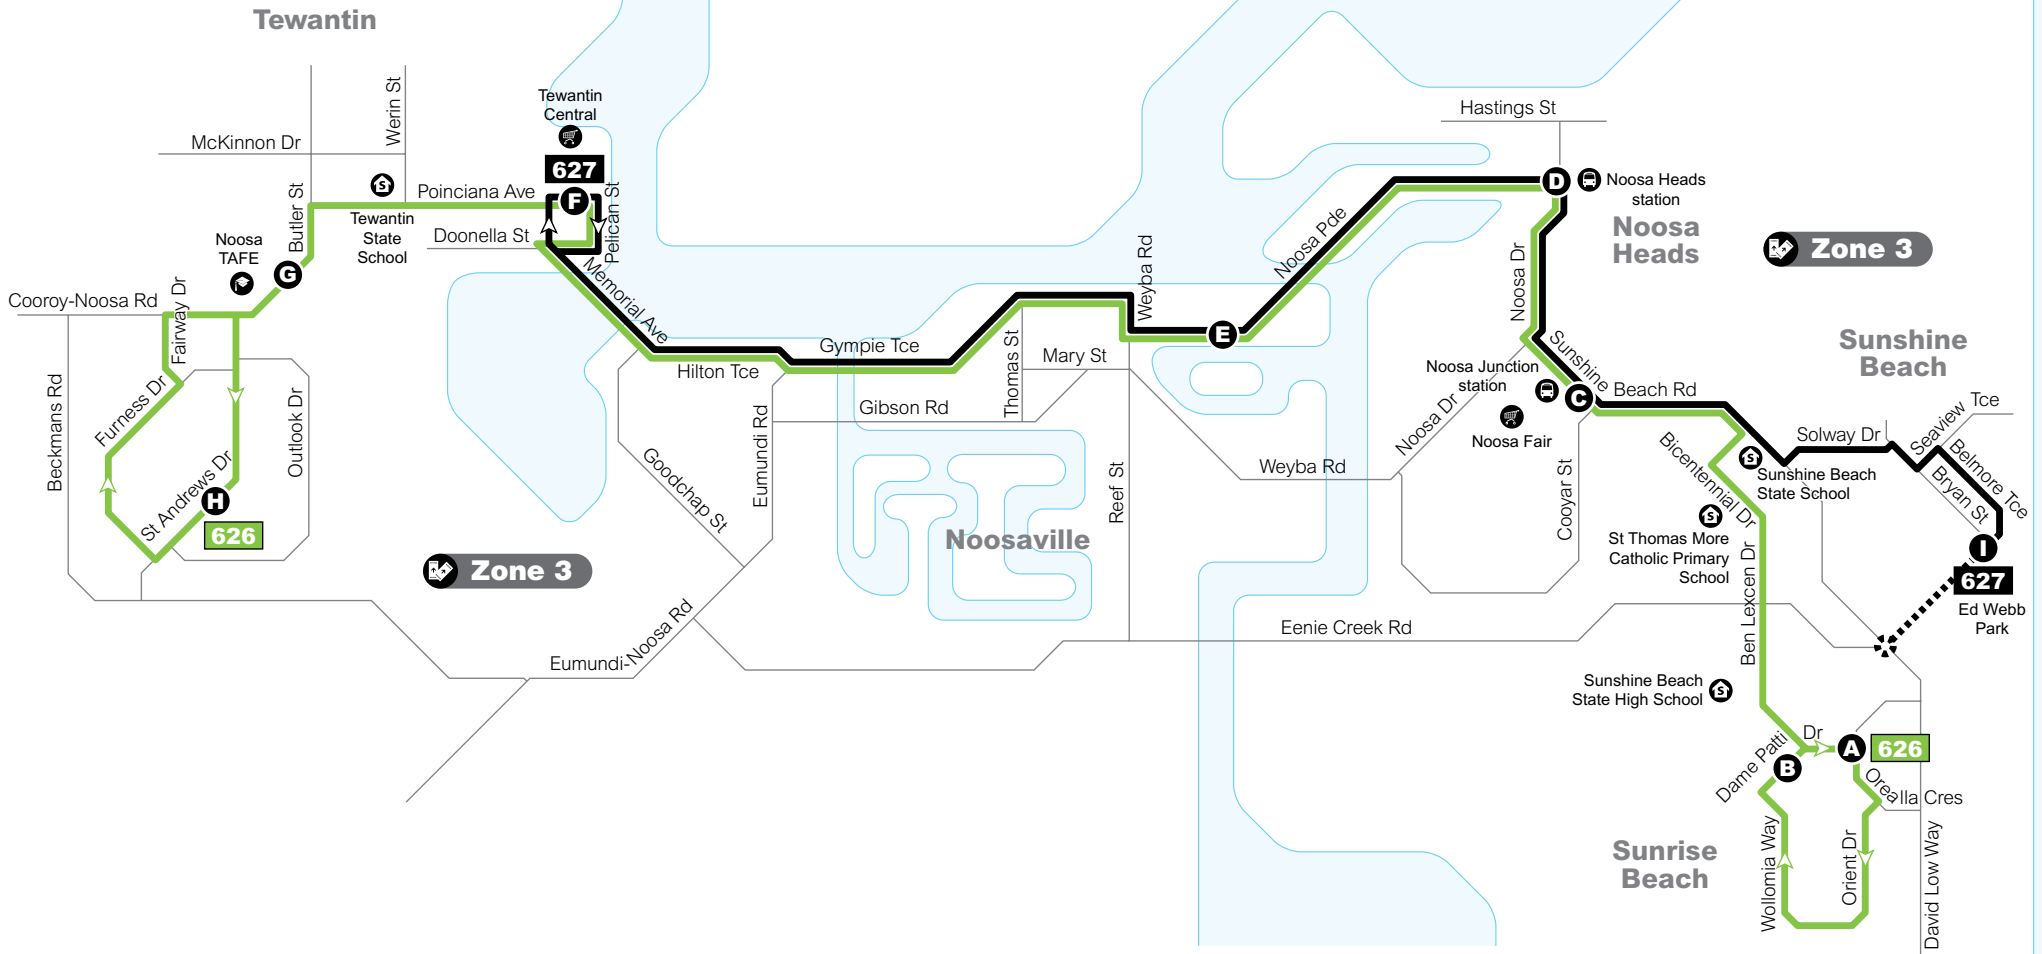 Tewantin
Werin St
McKinnon Dr
Tewantin
Central
627
Poinciana Ave
F
Pelican St
Butler St
Tewantin
State
School
Doonella St
Noosa
TAFE
G
Cooroy-Noosa Rd
Fairway Dr
Memorial Ave
Beckmans Rd
Furness Dr
Outlook Dr
St Andrews Dr
H
626
Hilton Tce
Gympie Tce
Thomas St
Mary St
Gibson Rd
Eumundi Rd
Goodchap St
Zone 3
Noosaville
Reef St
Eumundi-Noosa Rd
Weyba Rd
E
Noosa Pde
Hastings St
D
Noosa Heads
station
Noosa
Heads
Zone 3
Noosa Dr
Noosa Junction
station
C
Noosa Fair
Sunshine
Beach Rd
Noosa Dr
Weyba Rd
Cooyar St
Sunshine
Beach
Solway Dr
Seaview Tce
Belmore Tce
Bryan St
Bicentennial Dr
Sunshine Beach
State School
St Thomas More
Catholic Primary
School
I
627
Ed Webb
Park
Eenie Creek Rd
Ben Lexcen Dr
Sunshine Beach
State High School
Dame Patti Dr
A
626
B
Orealla Cres
Wollomia Way
Orient Dr
David Low Way
Sunrise
Beach